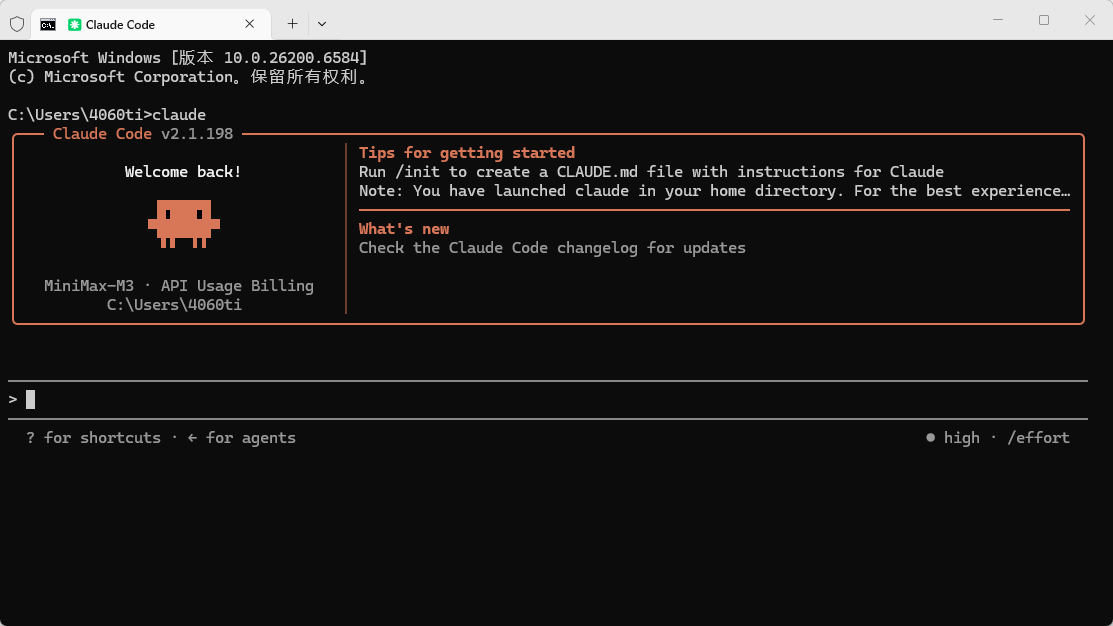 Claude Code
Microsoft Windows [版本 10.0.26200.6584]
(c) Microsoft Corporation。保留所有权利。
C:\Users\4060ti>claude
Claude Code v2.1.198
Welcome back!
MiniMax-M3 · API Usage Billing
C:\Users\4060ti
Tips for getting started
Run /init to create a CLAUDE.md file with instructions for Claude
Note: You have launched claude in your home directory. For the best experience…
What's new
Check the Claude Code changelog for updates
>
? for shortcuts · ← for agents
● high · /effort